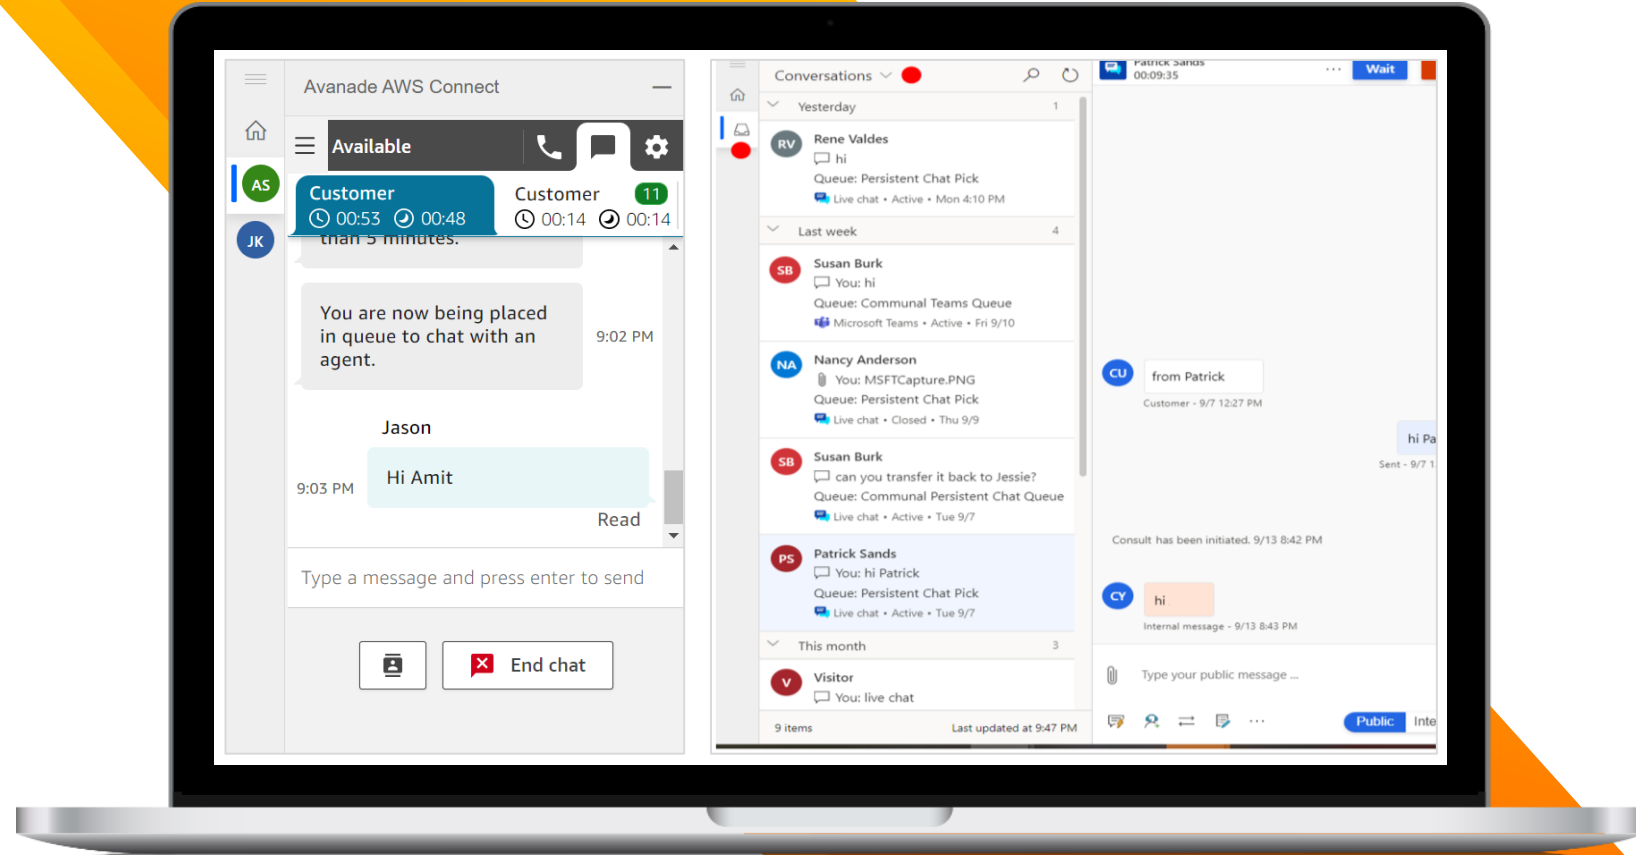 Avanade AWS Connect
Available
AS
JK
Customer
00:53 00:48
Customer 11
00:14 00:14
than 5 minutes.
You are now being placed
in queue to chat with an
agent.
9:02 PM
Jason
Hi Amit
9:03 PM
Read
Type a message and press enter to send
End chat
Conversations
Yesterday 1
RV
Rene Valdes
hi
Queue: Persistent Chat Pick
Live chat • Active • Mon 4:10 PM
Last week 4
SB
Susan Burk
You: hi
Queue: Communal Teams Queue
Microsoft Teams • Active • Fri 9/10
NA
Nancy Anderson
You: MSFTCapture.PNG
Queue: Persistent Chat Pick
Live chat • Closed • Thu 9/9
SB
Susan Burk
can you transfer it back to Jessie?
Queue: Communal Persistent Chat Queue
Live chat • Active • Tue 9/7
PS
Patrick Sands
You: hi Patrick
Queue: Persistent Chat Pick
Live chat • Active • Tue 9/7
This month 3
V
Visitor
You: live chat
9 items Last updated at 9:47 PM
Patrick Sands
00:09:35
... Wait
CU
from Patrick
Customer - 9/7 12:27 PM
hi Pa
Sent - 9/7 1
Consult has been initiated. 9/13 8:42 PM
CY
hi
Internal message - 9/13 8:43 PM
Type your public message ...
...
Public Inte